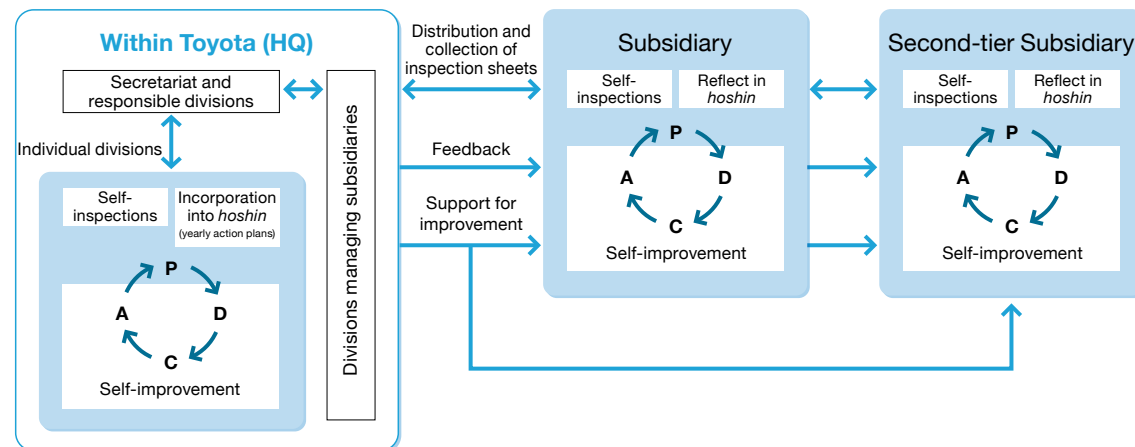 Within Toyota (HQ)
Secretariat and
responsible divisions
Individual divisions
Self-
inspections
Incorporation
into hoshin
(yearly action plans)
P
A
D
C
Self-improvement
Divisions managing subsidiaries
Distribution and
collection of
inspection sheets
Feedback
Support for
improvement
Subsidiary
Self-
inspections
Reflect in
hoshin
P
A
D
C
Self-improvement
Second-tier Subsidiary
Self-
inspections
Reflect in
hoshin
P
A
D
C
Self-improvement